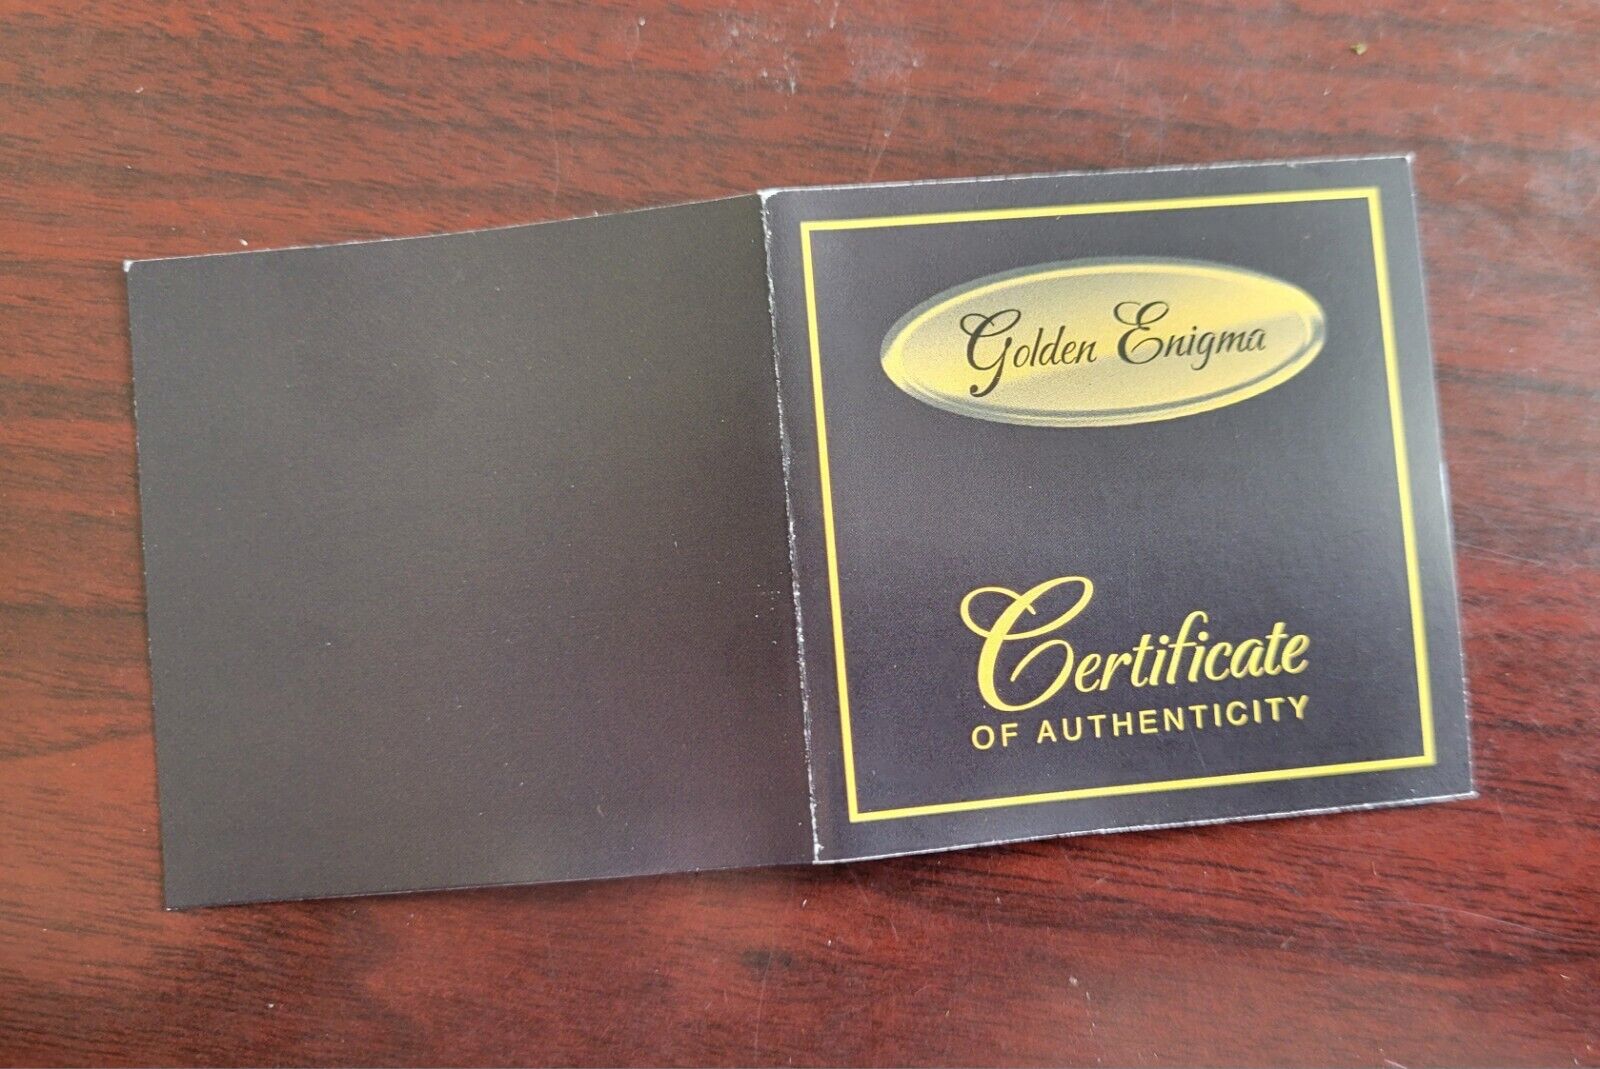 Golden Enigma
Certificate
OF AUTHENTICITY